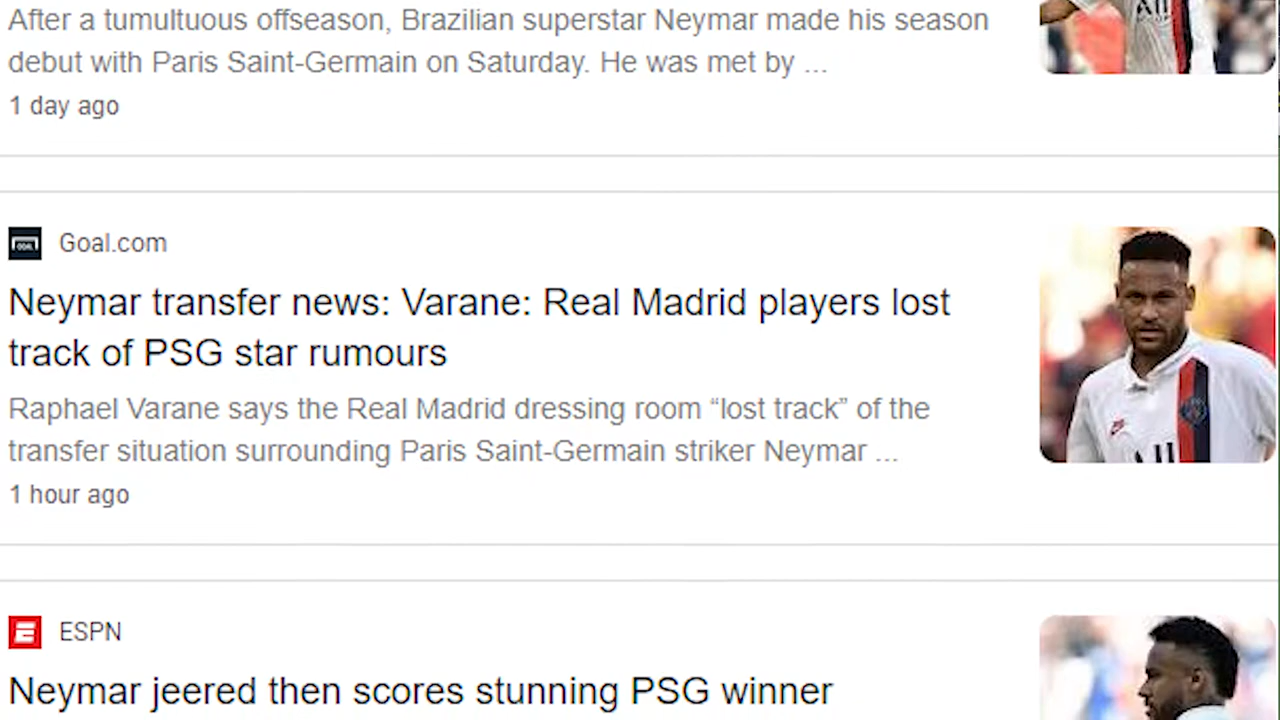 After a tumultuous offseason, Brazilian superstar Neymar made his season
debut with Paris Saint-Germain on Saturday. He was met by ...
1 day ago
Goal.com
Neymar transfer news: Varane: Real Madrid players lost
track of PSG star rumours
Raphael Varane says the Real Madrid dressing room “lost track” of the
transfer situation surrounding Paris Saint-Germain striker Neymar ...
1 hour ago
ESPN
Neymar jeered then scores stunning PSG winner